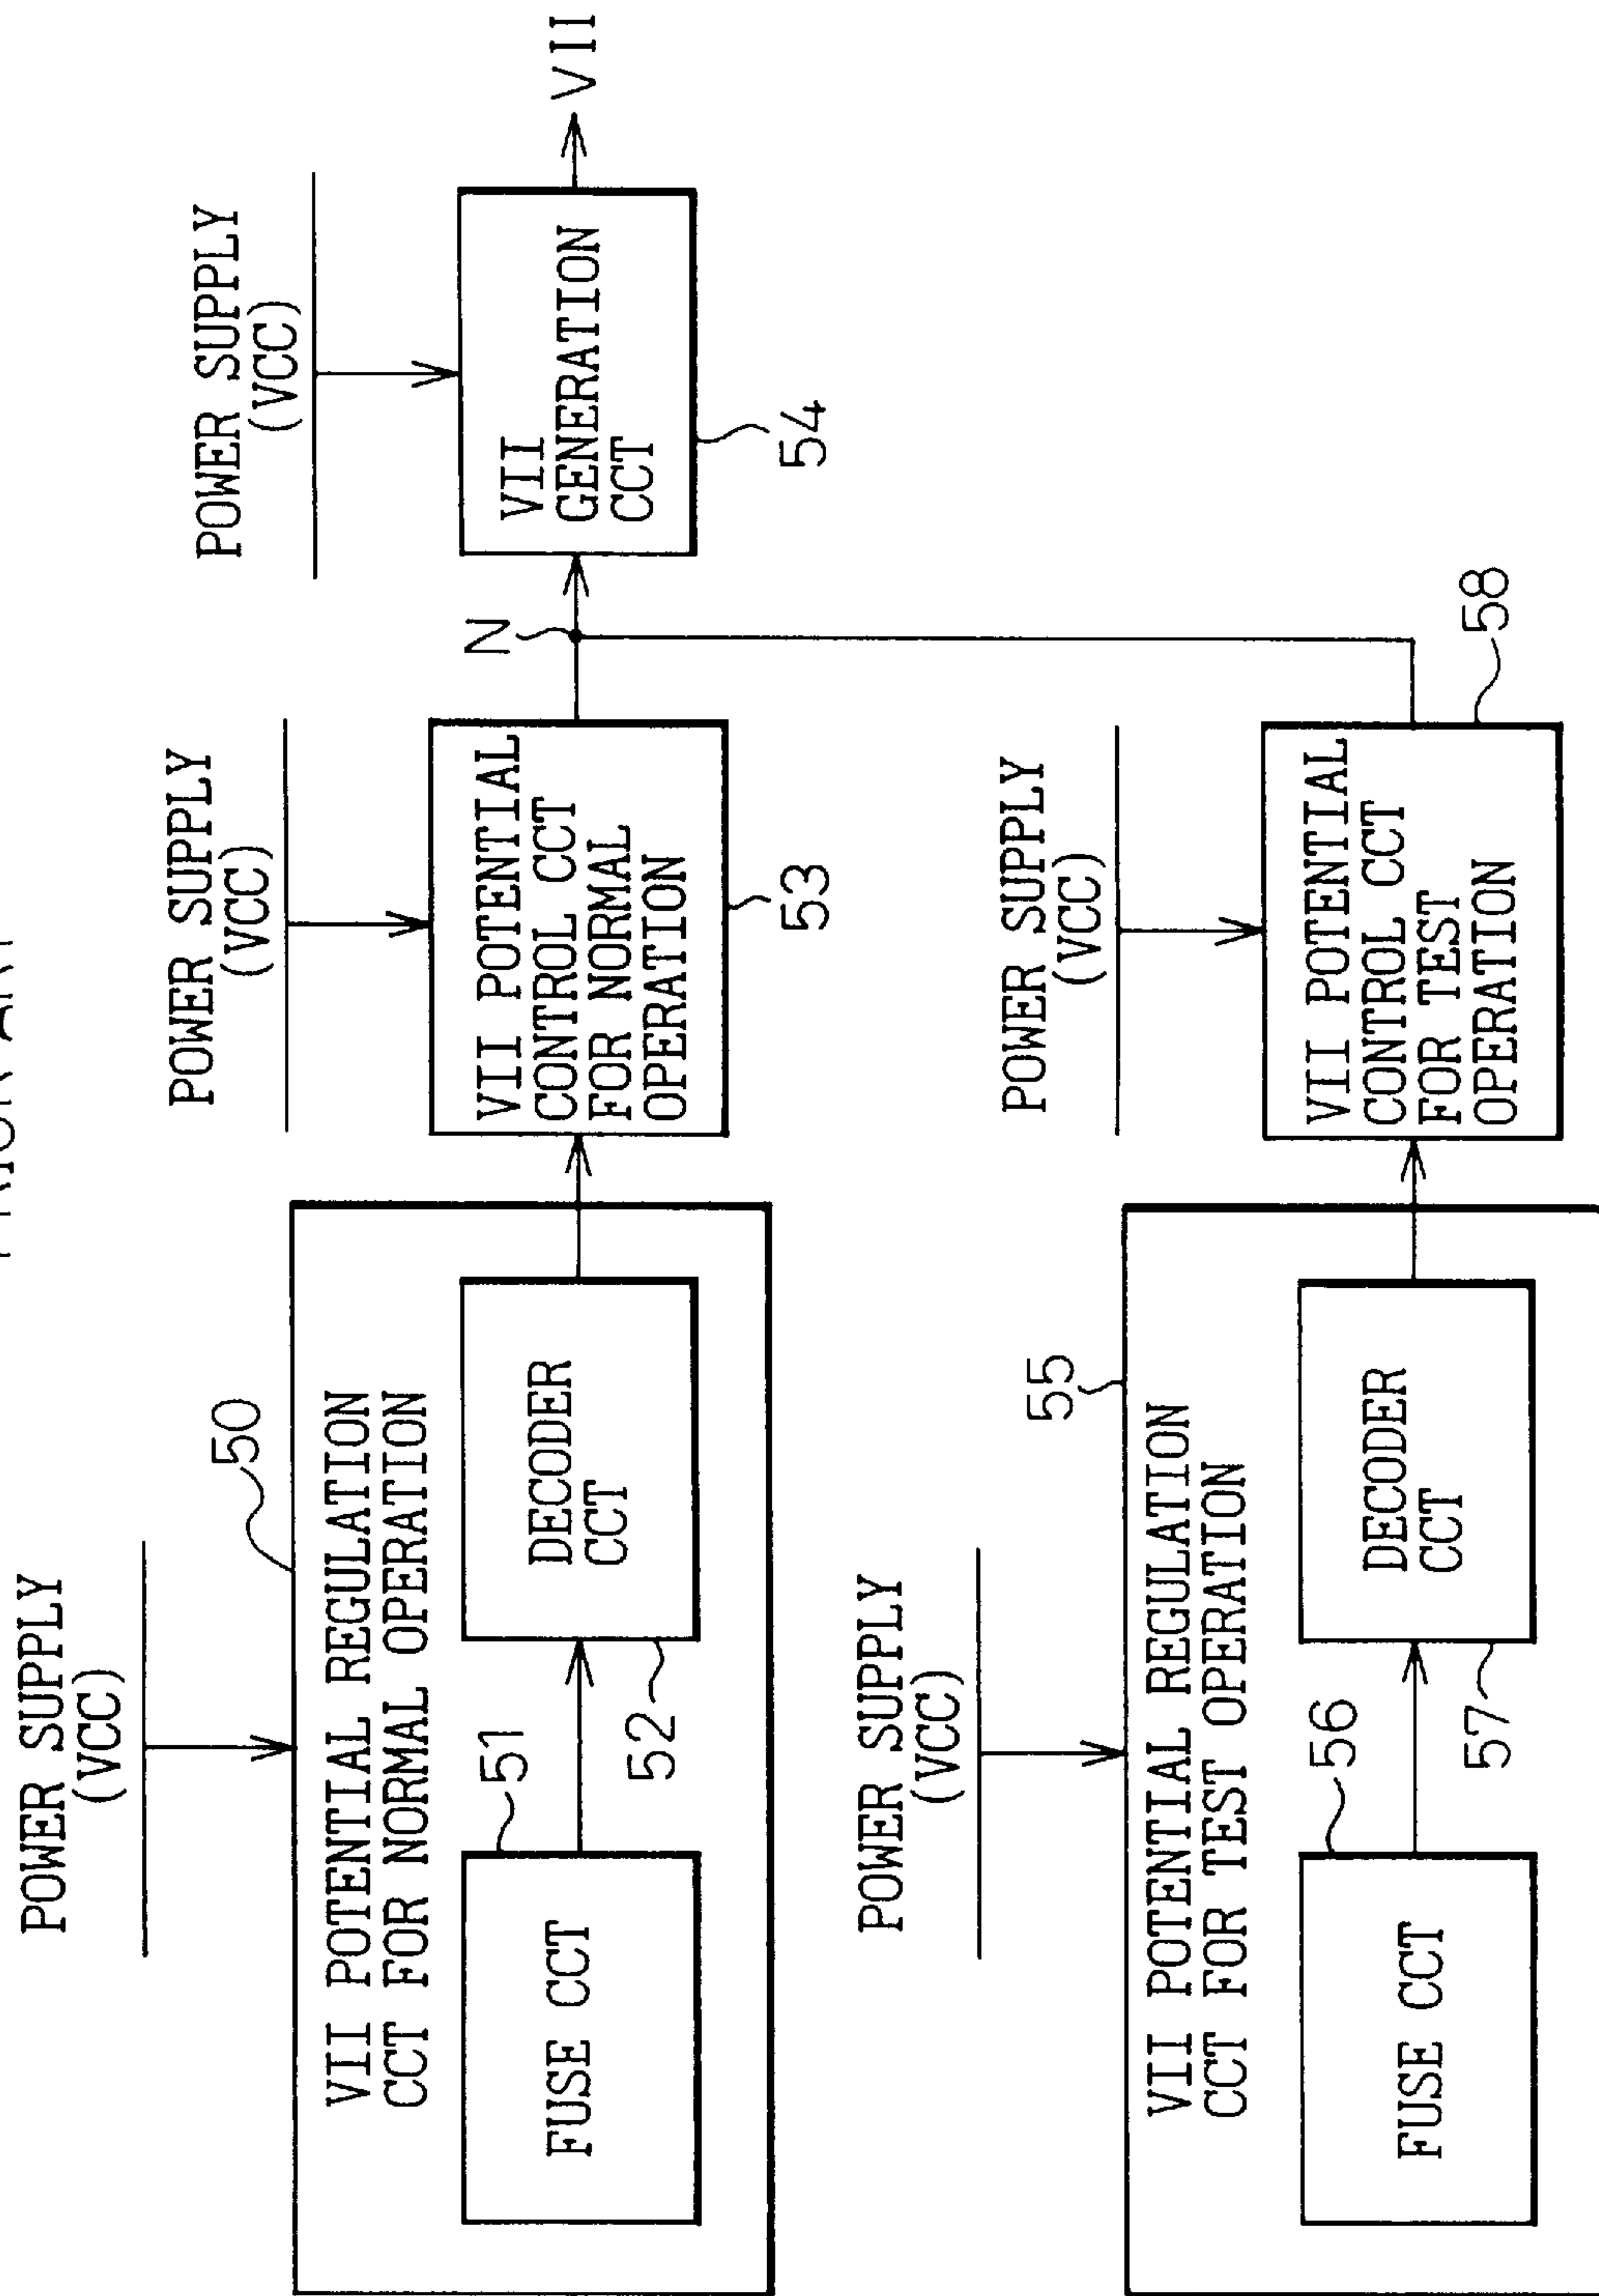 PRIOR ART
POWER SUPPLY
(VCC)
50
VII POTENTIAL REGULATION
CCT FOR NORMAL OPERATION
FUSE CCT
51
DECODER
CCT
52
POWER SUPPLY
(VCC)
VII POTENTIAL
CONTROL CCT
FOR NORMAL
OPERATION
53
N
POWER SUPPLY
(VCC)
VII
GENERATION
CCT
54
VII
POWER SUPPLY
(VCC)
55
VII POTENTIAL REGULATION
CCT FOR TEST OPERATION
FUSE CCT
56
DECODER
CCT
57
POWER SUPPLY
(VCC)
VII POTENTIAL
CONTROL CCT
FOR TEST
OPERATION
58